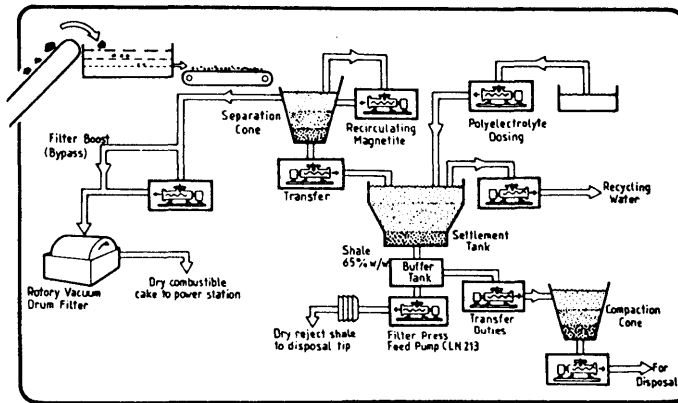 Separation
Cone
Recirculating
Magnetite
Polyelectrolyte
Dosing
Filter Boost
(Bypass)
Transfer
Recycling
Water
Settlement
Tank
Shale
65% w/w
Buffer
Tank
Rotory Vacuum
Drum Filter
Dry combustible
cake to power station
Dry reject shale
to disposal tip
Filter Press
Feed Pump CLN 213
Transfer
Duties
Compaction
Cone
For
Disposal